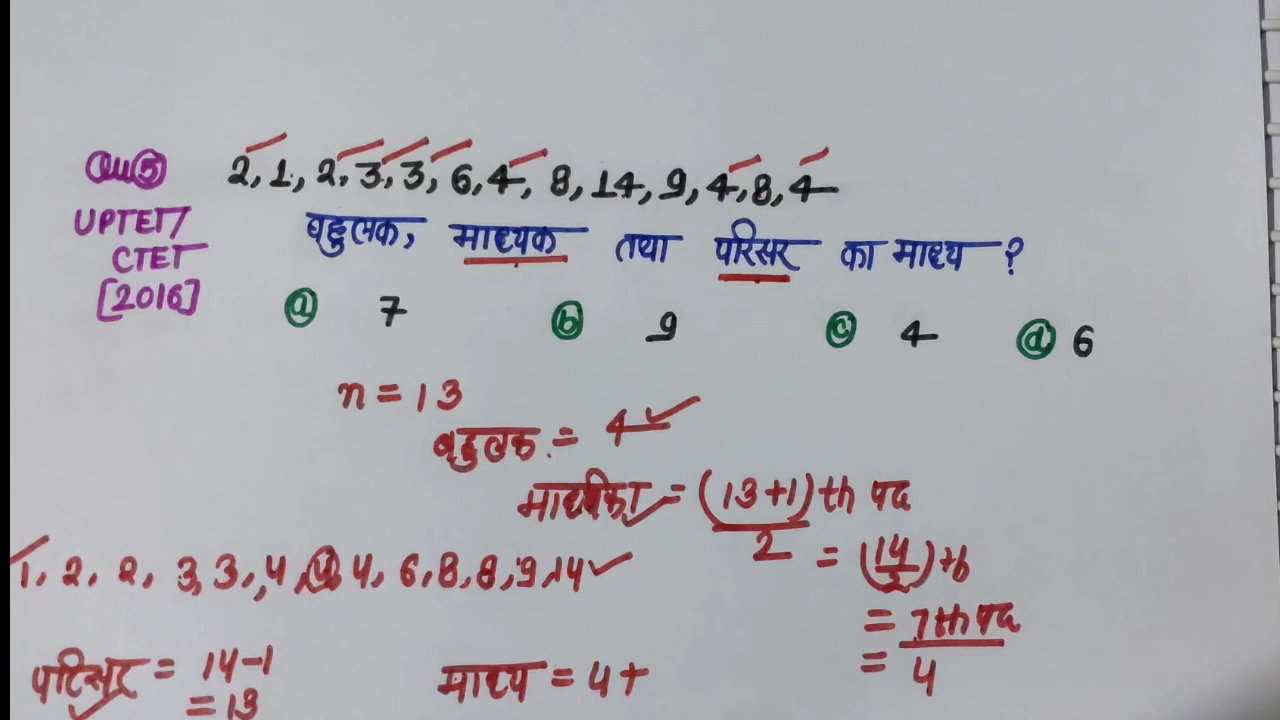 Qu⑤ 2, 1, 2, 3, 3, 6, 4, 8, 14, 9, 4, 8, 4
UPTET/
CTET
[2016]
बहुलक, माध्यक तथा परिसर का माध्य ?
ⓐ 7 ⓑ 9 ⓒ 4 ⓓ 6
n = 13
बहुलक = 4
माध्यिका = (13+1)th पद
2
= (14/2)th
= 7th पद
= 4
1, 2, 2, 3, 3, 4, 4, 4, 6, 8, 8, 9, 14
परिसर = 14-1
= 13
माध्य = 4+